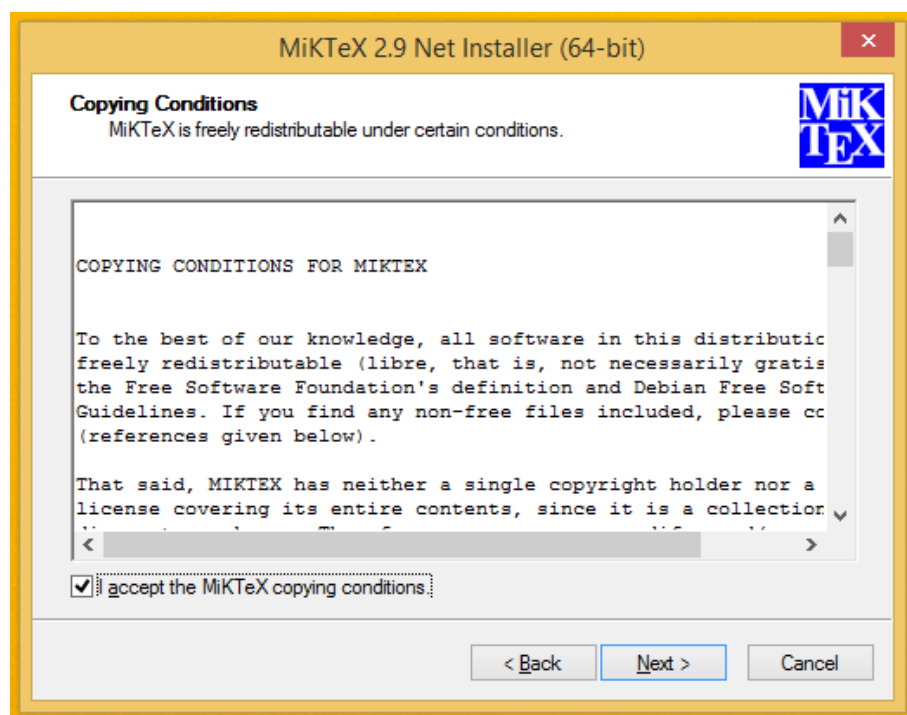 MiKTeX 2.9 Net Installer (64-bit)
Copying Conditions
MiKTeX is freely redistributable under certain conditions.
MiK
TEX
COPYING CONDITIONS FOR MIKTEX
To the best of our knowledge, all software in this distributic
freely redistributable (libre, that is, not necessarily gratis
the Free Software Foundation's definition and Debian Free Soft
Guidelines. If you find any non-free files included, please cc
(references given below).
That said, MIKTEX has neither a single copyright holder nor a
license covering its entire contents, since it is a collection
I accept the MiKTeX copying conditions.
< Back
Next >
Cancel